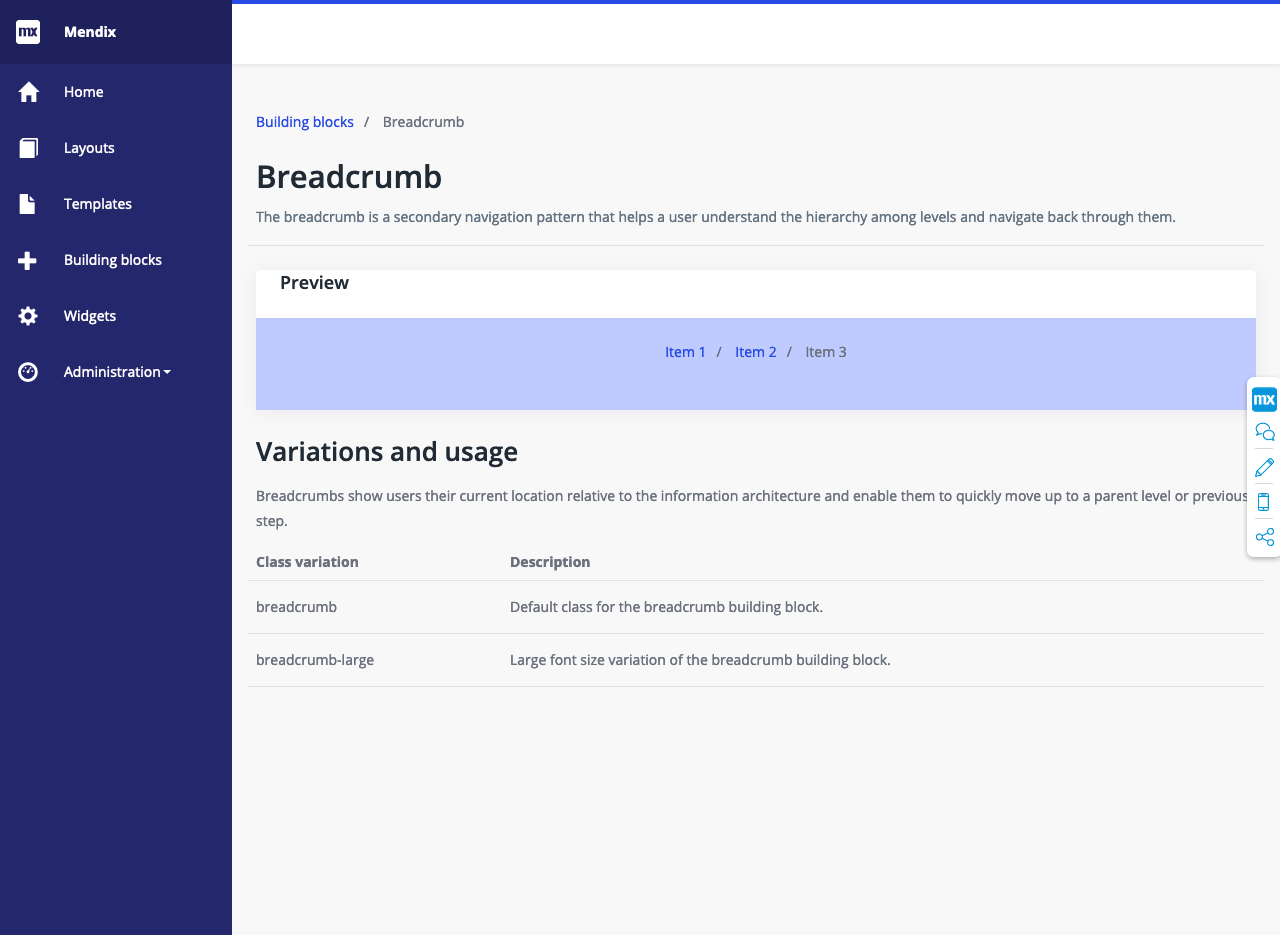 mx Mendix
Home
Layouts
Templates
Building blocks
Widgets
Administration
Building blocks / Breadcrumb
Breadcrumb
The breadcrumb is a secondary navigation pattern that helps a user understand the hierarchy among levels and navigate back through them.
Preview
Item 1 / Item 2 / Item 3
mx
Variations and usage
Breadcrumbs show users their current location relative to the information architecture and enable them to quickly move up to a parent level or previous
step.
Class variation Description
breadcrumb Default class for the breadcrumb building block.
breadcrumb-large Large font size variation of the breadcrumb building block.